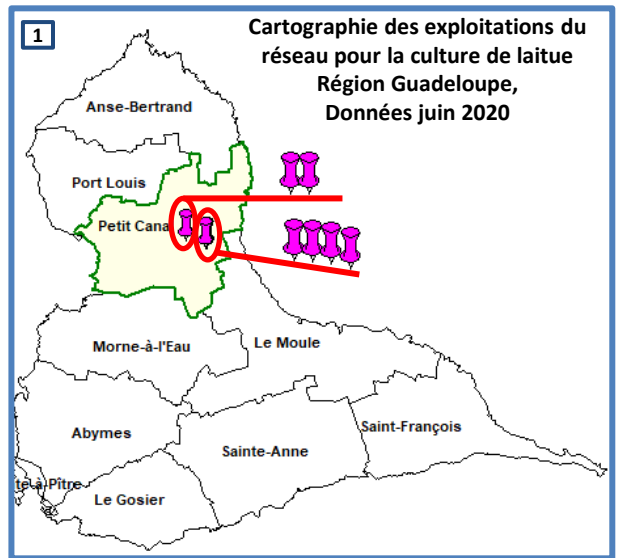 1
Cartographie des exploitations du
réseau pour la culture de laitue
Région Guadeloupe,
Données juin 2020
Anse-Bertrand
Port Louis
Petit Cana
Morne-à-l'Eau
Le Moule
Abymes
Sainte-Anne
Saint-François
te-à-Pître
Le Gosier